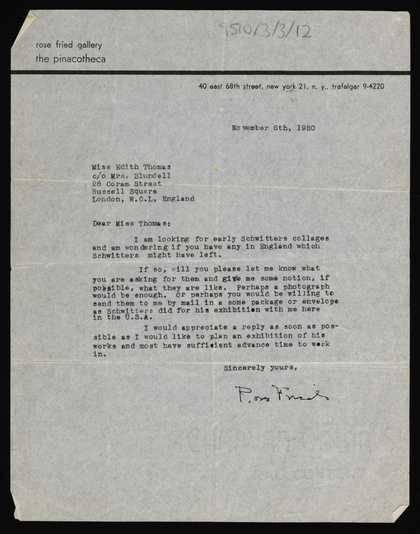 9510/3/3/12
rose fried gallery
the pinacotheca
40 east 68th street, new york 21, n. y., trafalgar 9-4220
November 6th, 1950
Miss Edith Thomas
c/o Mrs. Blundell
28 Coram Street
Russell Square
London, W.C.L. England
Dear Miss Thomas:
I am looking for early Schwitters collages
and am wondering if you have any in England which
Schwitters might have left.
If so, will you please let me know what
you are asking for them and give me some notion, if
possible, what they are like. Perhaps a photograph
would be enough. Or perhaps you would be willing to
send them to me by mail in a some package or envelope
as Schwitters did for his exhibition with me here
in the U.S.A.
I would appreciate a reply as soon as pos-
sible as I would like to plan an exhibition of his
works and most have sufficient advance time to work
in.
Sincerely yours,
Rose Fried